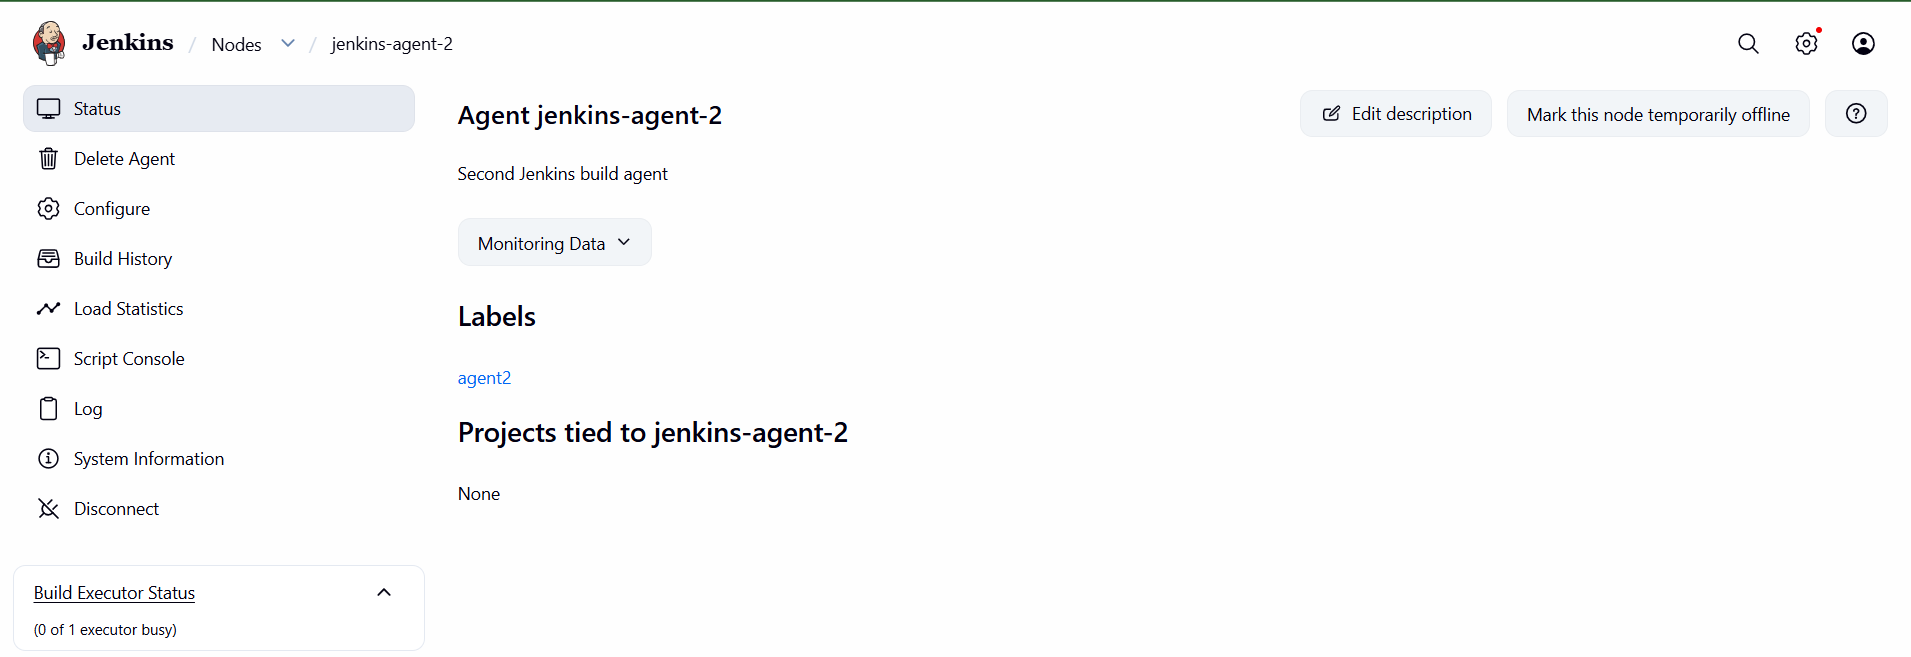 Jenkins / Nodes / jenkins-agent-2
Status
Delete Agent
Configure
Build History
Load Statistics
Script Console
Log
System Information
Disconnect
Build Executor Status
(0 of 1 executor busy)
Agent jenkins-agent-2
Edit description
Mark this node temporarily offline
Second Jenkins build agent
Monitoring Data
Labels
agent2
Projects tied to jenkins-agent-2
None